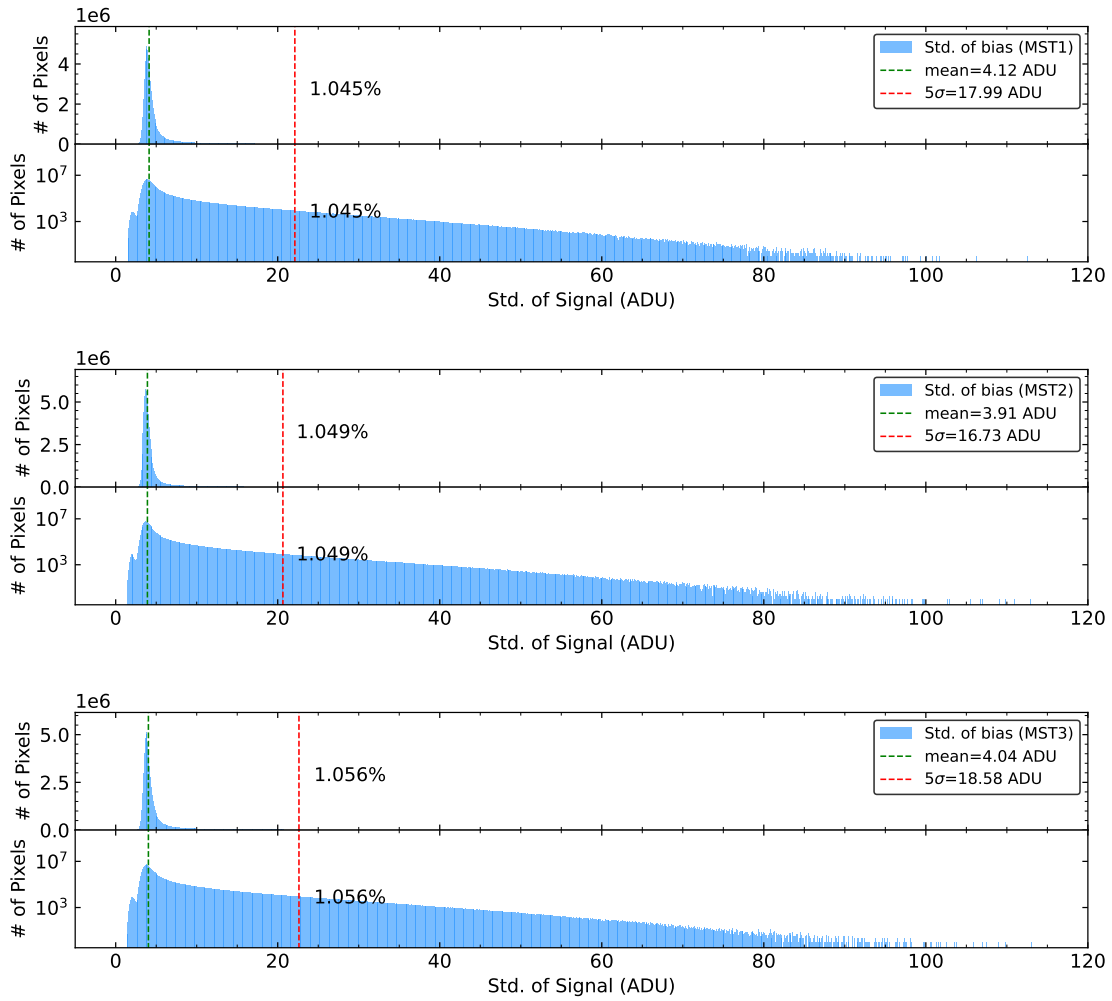 1e6
# of Pixels
4
2
0
1.045%
Std. of bias (MST1)
mean=4.12 ADU
5σ=17.99 ADU
# of Pixels
10^7
10^3
1.045%
0 20 40 60 80 100 120
Std. of Signal (ADU)
1e6
# of Pixels
5.0
2.5
0.0
1.049%
Std. of bias (MST2)
mean=3.91 ADU
5σ=16.73 ADU
# of Pixels
10^7
10^3
1.049%
0 20 40 60 80 100 120
Std. of Signal (ADU)
1e6
# of Pixels
5.0
2.5
0.0
1.056%
Std. of bias (MST3)
mean=4.04 ADU
5σ=18.58 ADU
# of Pixels
10^7
10^3
1.056%
0 20 40 60 80 100 120
Std. of Signal (ADU)